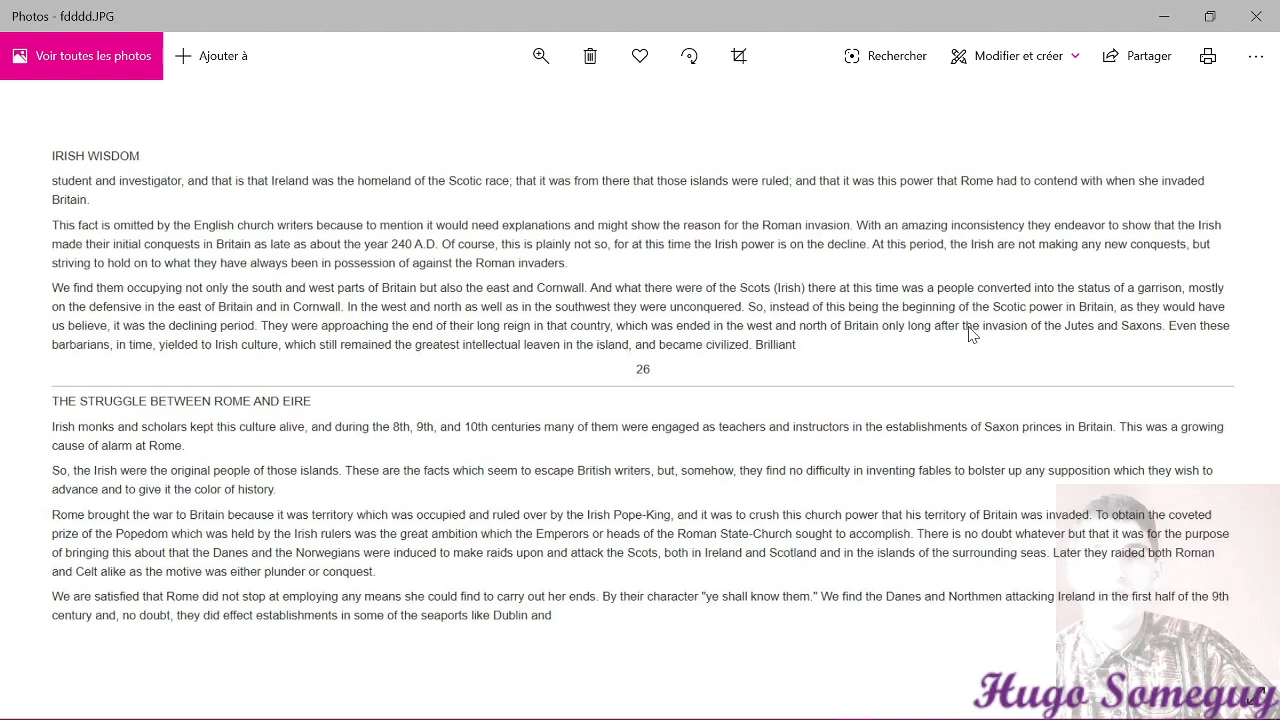 Photos - fdddd.JPG
Voir toutes les photos
Ajouter à
Rechercher
Modifier et créer
Partager
IRISH WISDOM
student and investigator, and that is that Ireland was the homeland of the Scotic race; that it was from there that those islands were ruled; and that it was this power that Rome had to contend with when she invaded
Britain.
This fact is omitted by the English church writers because to mention it would need explanations and might show the reason for the Roman invasion. With an amazing inconsistency they endeavor to show that the Irish
made their initial conquests in Britain as late as about the year 240 A.D. Of course, this is plainly not so, for at this time the Irish power is on the decline. At this period, the Irish are not making any new conquests, but
striving to hold on to what they have always been in possession of against the Roman invaders.
We find them occupying not only the south and west parts of Britain but also the east and Cornwall. And what there were of the Scots (Irish) there at this time was a people converted into the status of a garrison, mostly
on the defensive in the east of Britain and in Cornwall. In the west and north as well as in the southwest they were unconquered. So, instead of this being the beginning of the Scotic power in Britain, as they would have
us believe, it was the declining period. They were approaching the end of their long reign in that country, which was ended in the west and north of Britain only long after the invasion of the Jutes and Saxons. Even these
barbarians, in time, yielded to Irish culture, which still remained the greatest intellectual leaven in the island, and became civilized. Brilliant
26
THE STRUGGLE BETWEEN ROME AND EIRE
Irish monks and scholars kept this culture alive, and during the 8th, 9th, and 10th centuries many of them were engaged as teachers and instructors in the establishments of Saxon princes in Britain. This was a growing
cause of alarm at Rome.
So, the Irish were the original people of those islands. These are the facts which seem to escape British writers, but, somehow, they find no difficulty in inventing fables to bolster up any supposition which they wish to
advance and to give it the color of history.
Rome brought the war to Britain because it was territory which was occupied and ruled over by the Irish Pope-King, and it was to crush this church power that his territory of Britain was invaded. To obtain the coveted
prize of the Popedom which was held by the Irish rulers was the great ambition which the Emperors or heads of the Roman State-Church sought to accomplish. There is no doubt whatever but that it was for the purpose
of bringing this about that the Danes and the Norwegians were induced to make raids upon and attack the Scots, both in Ireland and Scotland and in the islands of the surrounding seas. Later they raided both Roman
and Celt alike as the motive was either plunder or conquest.
We are satisfied that Rome did not stop at employing any means she could find to carry out her ends. By their character "ye shall know them." We find the Danes and Northmen attacking Ireland in the first half of the 9th
century and, no doubt, they did effect establishments in some of the seaports like Dublin and
Hugo Someguy